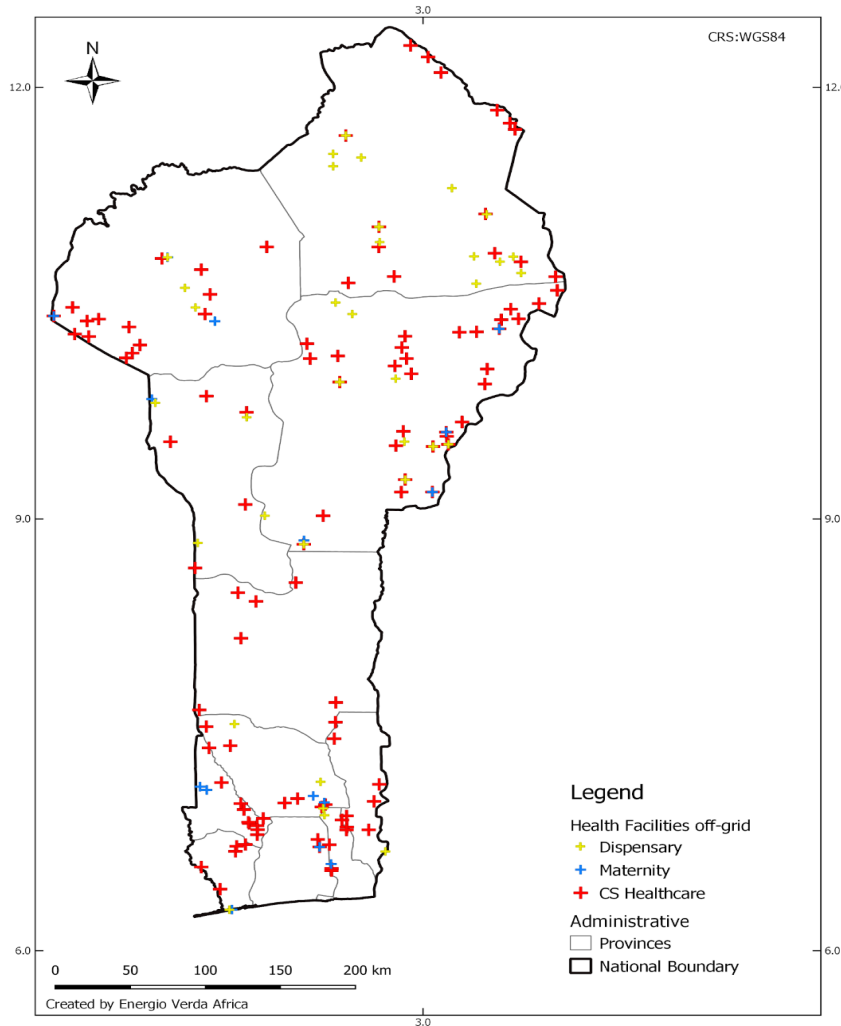 3.0
CRS:WGS84
N
12.0
12.0
9.0
9.0
Legend
Health Facilities off-grid
Dispensary
Maternity
CS Healthcare
Administrative
Provinces
National Boundary
6.0
6.0
0 50 100 150 200 km
Created by Energio Verda Africa
3.0